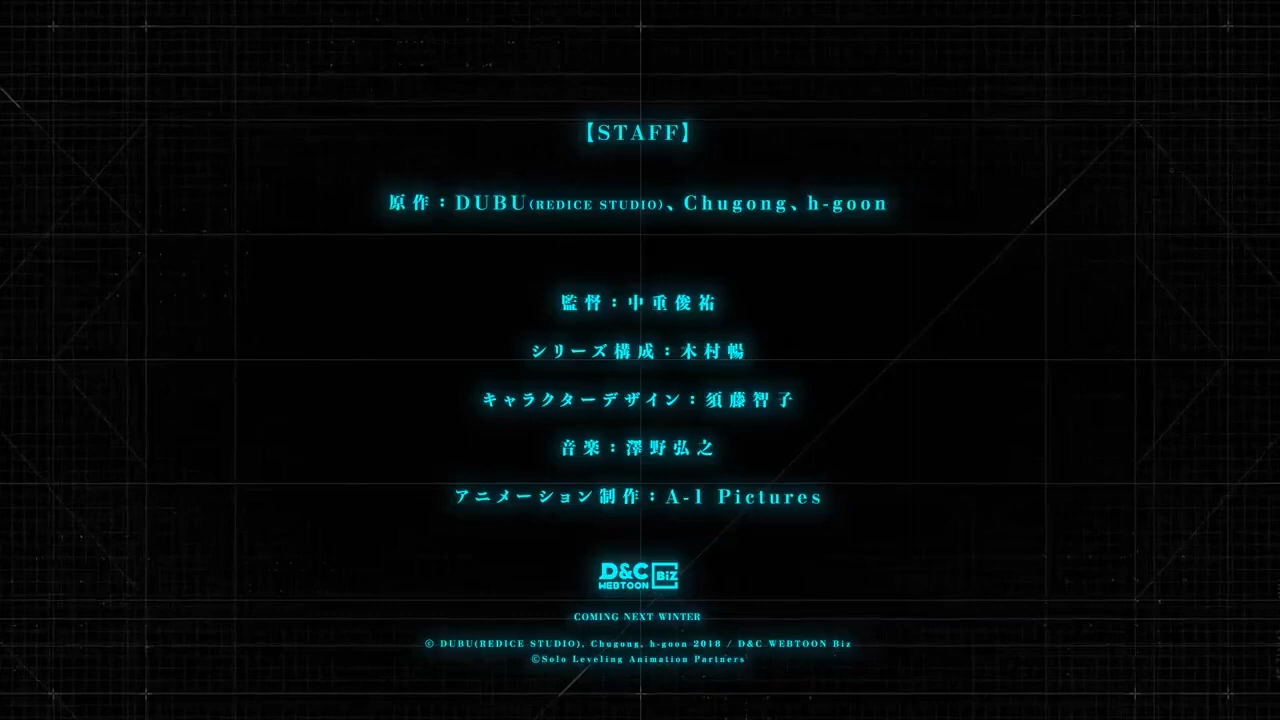 【STAFF】
原作：DUBU(REDICE STUDIO)、Chugong、h-goon
監督：中重俊祐
シリーズ構成：木村暢
キャラクターデザイン：須藤智子
音楽：澤野弘之
アニメーション制作：A-1 Pictures
D&C WEBTOON BiZ
COMING NEXT WINTER
© DUBU(REDICE STUDIO), Chugong, h-goon 2018 / D&C WEBTOON Biz
©Solo Leveling Animation Partners